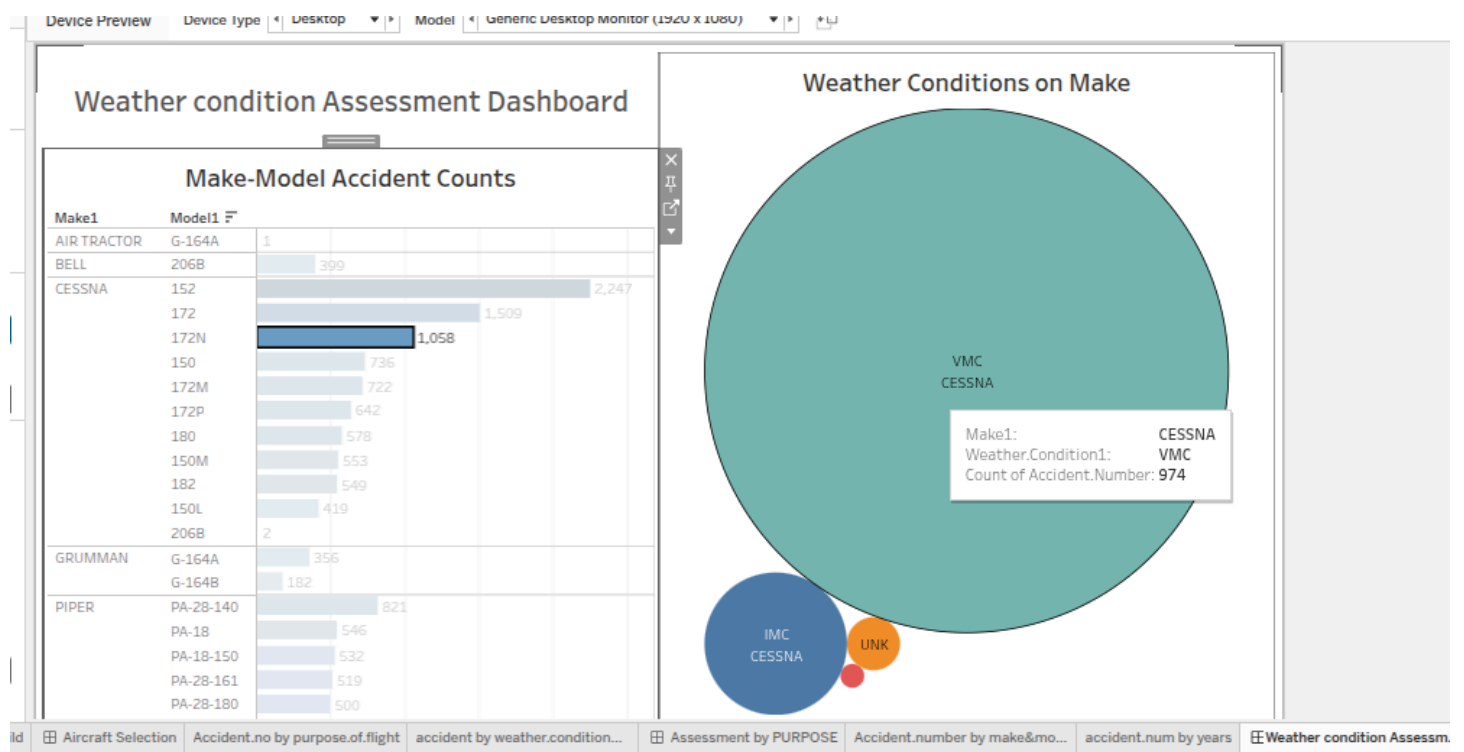 Device Preview Device Type Desktop Model Generic Desktop Monitor (1920 x 1080)
Weather condition Assessment Dashboard
Make-Model Accident Counts
Make1 Model1
AIR TRACTOR G-164A 1
BELL 206B 399
CESSNA 152 2,247
172 1,509
172N 1,058
150 736
172M 722
172P 642
180 578
150M 553
182 549
150L 419
206B 2
GRUMMAN G-164A 356
G-164B 182
PIPER PA-28-140 821
PA-18 546
PA-18-150 532
PA-28-161 519
PA-28-180 500
Weather Conditions on Make
VMC
CESSNA
Make1: CESSNA
Weather.Condition1: VMC
Count of Accident.Number: 974
IMC
CESSNA
UNK
ld Aircraft Selection Accident.no by purpose.of.flight accident by weather.condition... Assessment by PURPOSE Accident.number by make&mo... accident.num by years Weather condition Assessm.